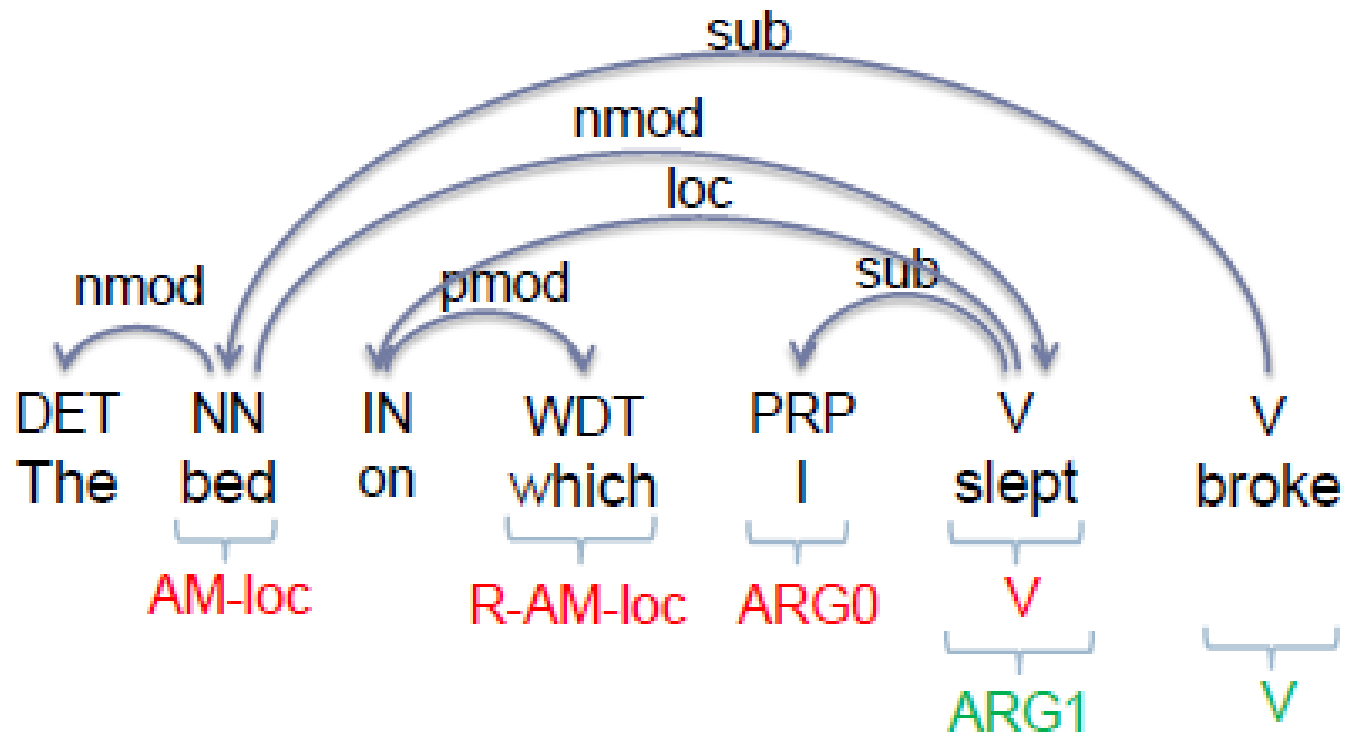 sub
nmod
loc
nmod pmod sub
DET NN IN WDT PRP V V
The bed on which I slept broke
AM-loc R-AM-loc ARG0 V
ARG1 V